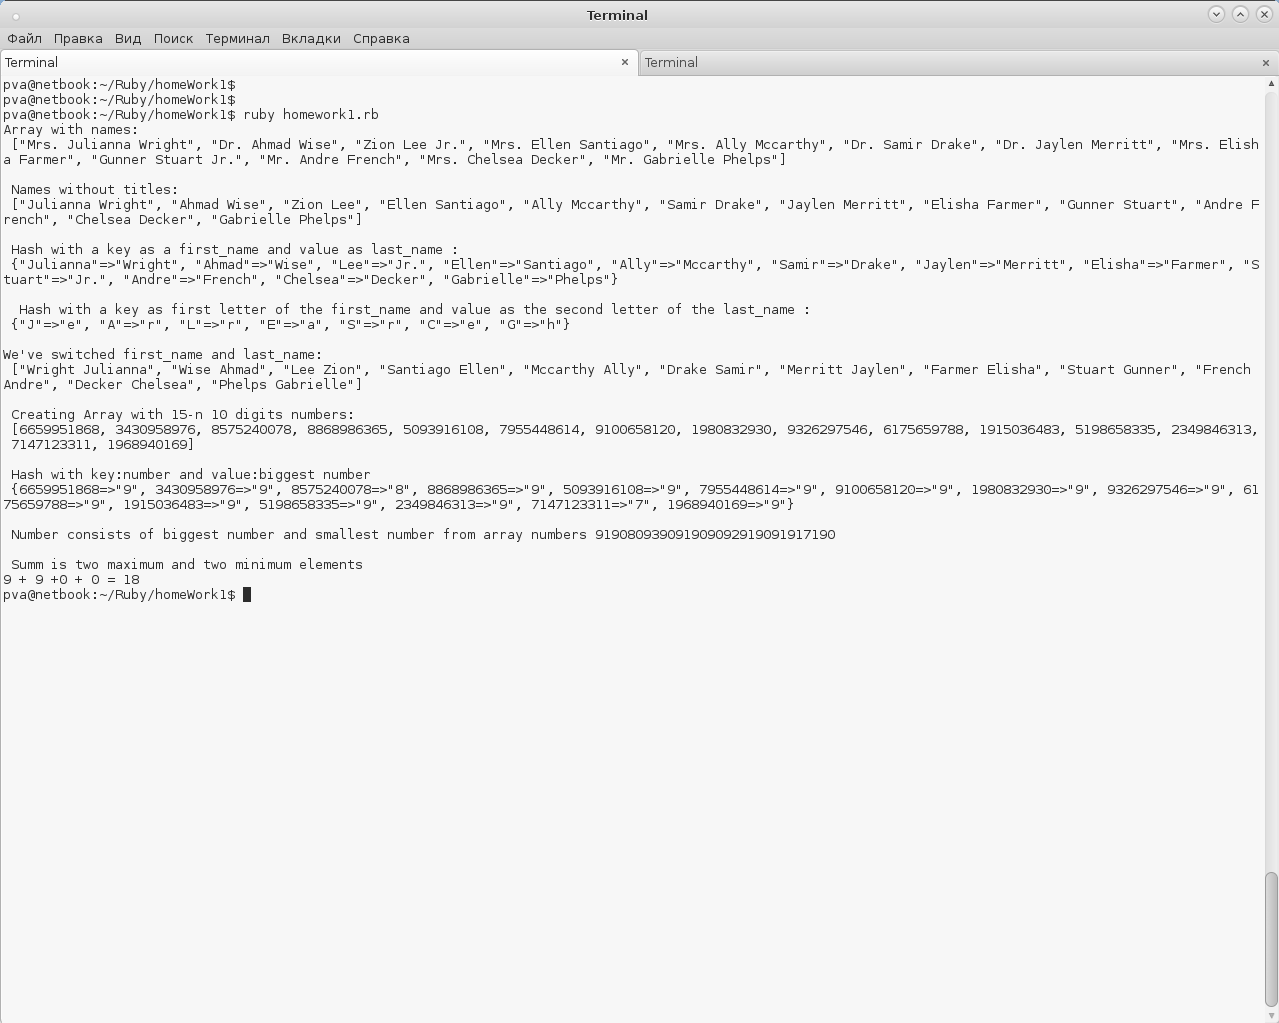 Terminal
Файл Правка Вид Поиск Терминал Вкладки Справка
Terminal × Terminal ×
pva@netbook:~/Ruby/homeWork1$
pva@netbook:~/Ruby/homeWork1$
pva@netbook:~/Ruby/homeWork1$ ruby homework1.rb
Array with names:
["Mrs. Julianna Wright", "Dr. Ahmad Wise", "Zion Lee Jr.", "Mrs. Ellen Santiago", "Mrs. Ally Mccarthy", "Dr. Samir Drake", "Dr. Jaylen Merritt", "Mrs. Elish
a Farmer", "Gunner Stuart Jr.", "Mr. Andre French", "Mrs. Chelsea Decker", "Mr. Gabrielle Phelps"]
Names without titles:
["Julianna Wright", "Ahmad Wise", "Zion Lee", "Ellen Santiago", "Ally Mccarthy", "Samir Drake", "Jaylen Merritt", "Elisha Farmer", "Gunner Stuart", "Andre F
rench", "Chelsea Decker", "Gabrielle Phelps"]
Hash with a key as a first_name and value as last_name :
{"Julianna"=>"Wright", "Ahmad"=>"Wise", "Lee"=>"Jr.", "Ellen"=>"Santiago", "Ally"=>"Mccarthy", "Samir"=>"Drake", "Jaylen"=>"Merritt", "Elisha"=>"Farmer", "S
tuart"=>"Jr.", "Andre"=>"French", "Chelsea"=>"Decker", "Gabrielle"=>"Phelps"}
Hash with a key as first letter of the first_name and value as the second letter of the last_name :
{"J"=>"e", "A"=>"r", "L"=>"r", "E"=>"a", "S"=>"r", "C"=>"e", "G"=>"h"}
We've switched first_name and last_name:
["Wright Julianna", "Wise Ahmad", "Lee Zion", "Santiago Ellen", "Mccarthy Ally", "Drake Samir", "Merritt Jaylen", "Farmer Elisha", "Stuart Gunner", "French
Andre", "Decker Chelsea", "Phelps Gabrielle"]
Creating Array with 15-n 10 digits numbers:
[6659951868, 3430958976, 8575240078, 8868986365, 5093916108, 7955448614, 9100658120, 1980832930, 9326297546, 6175659788, 1915036483, 5198658335, 2349846313,
7147123311, 1968940169]
Hash with key:number and value:biggest number
{6659951868=>"9", 3430958976=>"9", 8575240078=>"8", 8868986365=>"9", 5093916108=>"9", 7955448614=>"9", 9100658120=>"9", 1980832930=>"9", 9326297546=>"9", 61
75659788=>"9", 1915036483=>"9", 5198658335=>"9", 2349846313=>"9", 7147123311=>"7", 1968940169=>"9"}
Number consists of biggest number and smallest number from array numbers 919080939091909092919091917190
Summ is two maximum and two minimum elements
9 + 9 +0 + 0 = 18
pva@netbook:~/Ruby/homeWork1$